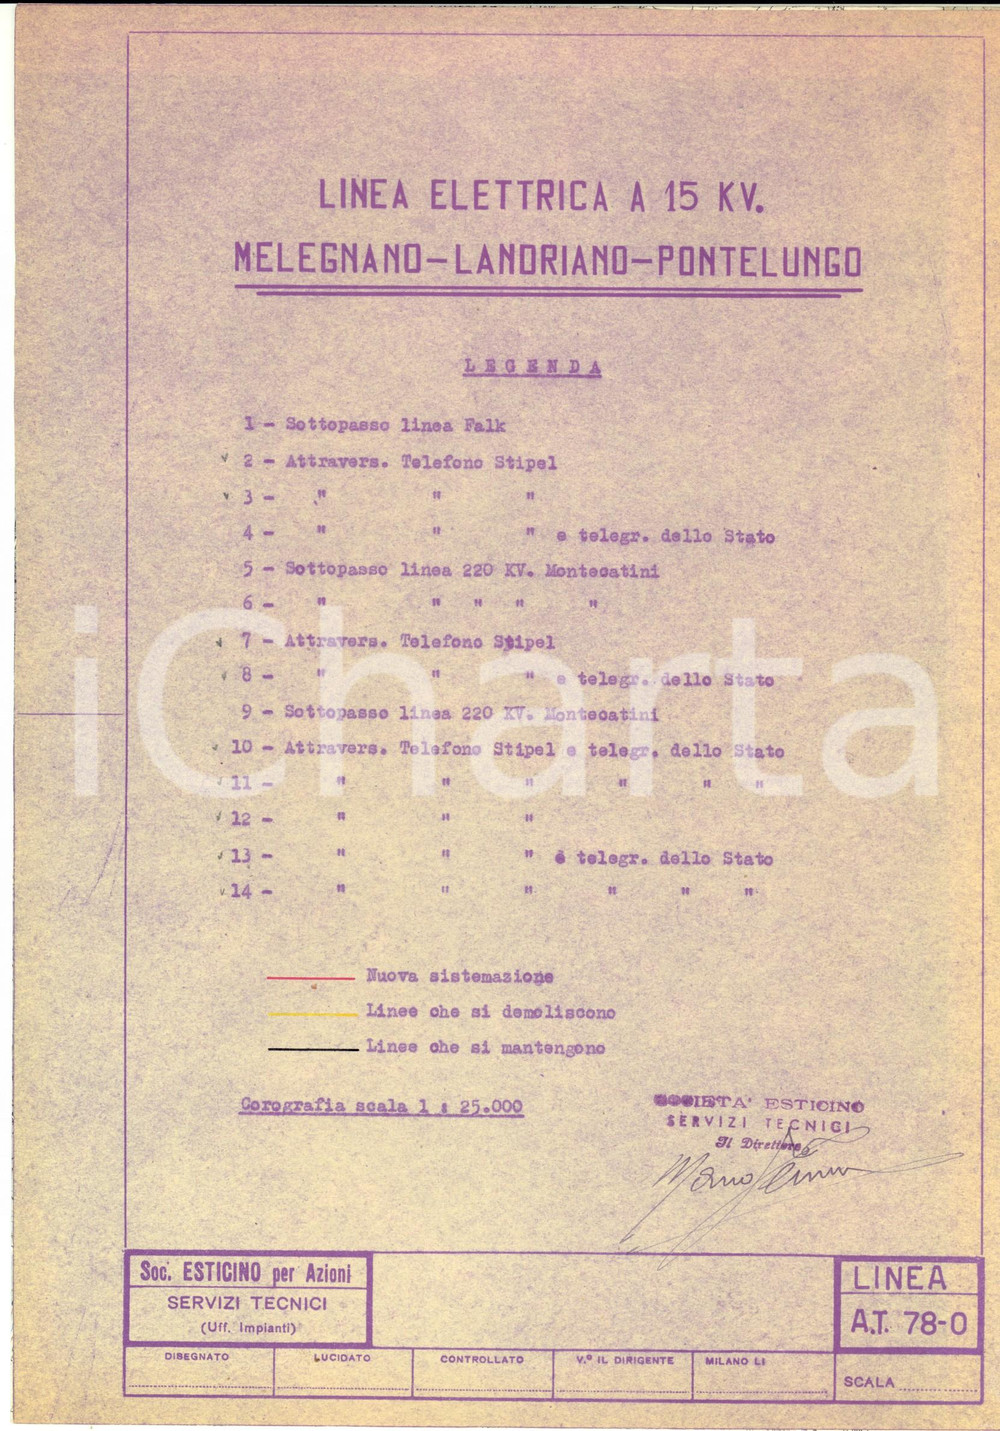 LINEA ELETTRICA A 15 KV.
MELEGNANO-LANDRIANO-PONTELUNGO
LEGENDA
1 - Sottopasso linea Falk
✓ 2 - Attravers. Telefono Stipel
✓ 3 - " " "
4 - " " " e telegr. dello Stato
5 - Sottopasso linea 220 KV. Montecatini
6 - " " " " "
✓ 7 - Attravers. Telefono Stipel
✓ 8 - " " " e telegr. dello Stato
9 - Sottopasso linea 220 KV. Montecatini
✓ 10 - Attravers. Telefono Stipel e telegr. dello Stato
✓ 11 - " " " " " "
✓ 12 - " " "
✓ 13 - " " " e telegr. dello Stato
✓ 14 - " " " " " "
Nuova sistemazione
Linee che si demoliscono
Linee che si mantengono
Corografia scala 1 : 25.000
SOCIETA' ESTICINO
SERVIZI TECNICI
Il Direttore
Soc. ESTICINO per Azioni
SERVIZI TECNICI
(Uff. Impianti)
LINEA
A.T. 78-0
DISEGNATO
LUCIDATO
CONTROLLATO
V.º IL DIRIGENTE
MILANO LI
SCALA
iCharta